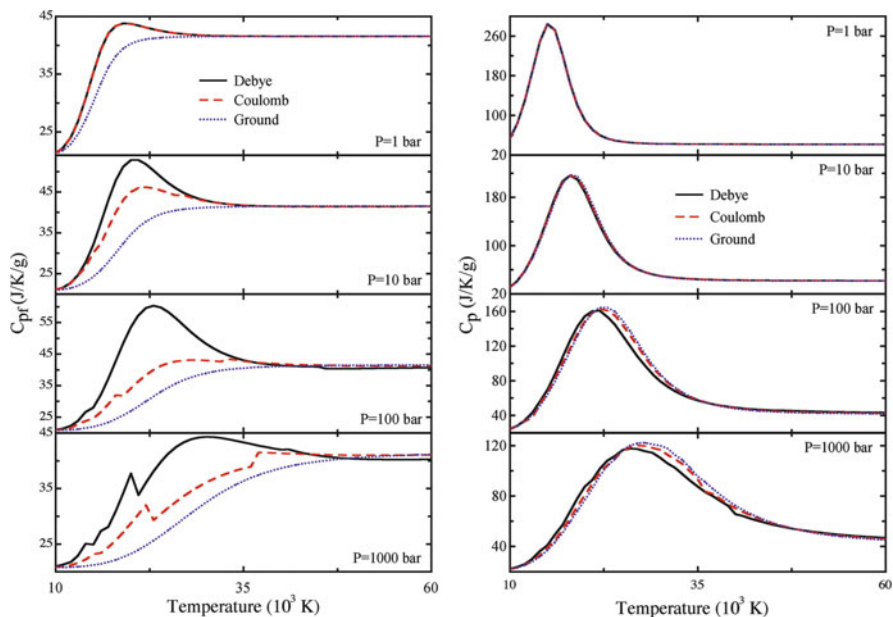 45
35
25
Debye
Coulomb
Ground
P=1 bar
45
35
25
P=10 bar
55
45
35
25
45
P=100 bar
35
25
P=1000 bar
10
35
60
C_pf (J/K/g)
Temperature (10³ K)
260
180
100
20
P=1 bar
180
100
20
P=10 bar
Debye
Coulomb
Ground
160
120
80
40
P=100 bar
120
80
40
P=1000 bar
10
35
60
C_p (J/K/g)
Temperature (10³ K)